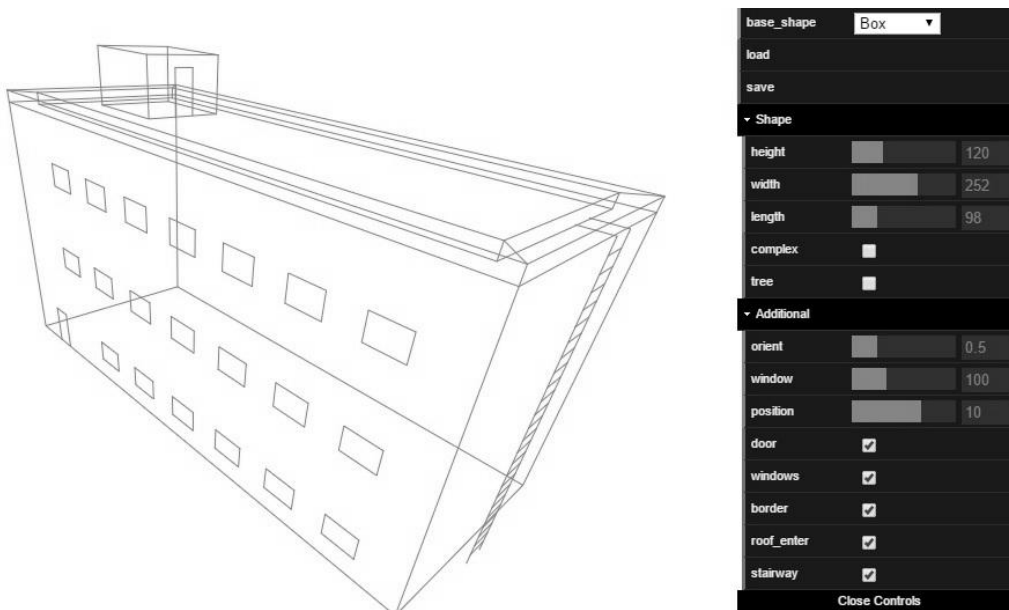 base_shape Box
load
save
Shape
height 120
width 252
length 98
complex
tree
Additional
orient 0.5
window 100
position 10
door
windows
border
roof_enter
stairway
Close Controls